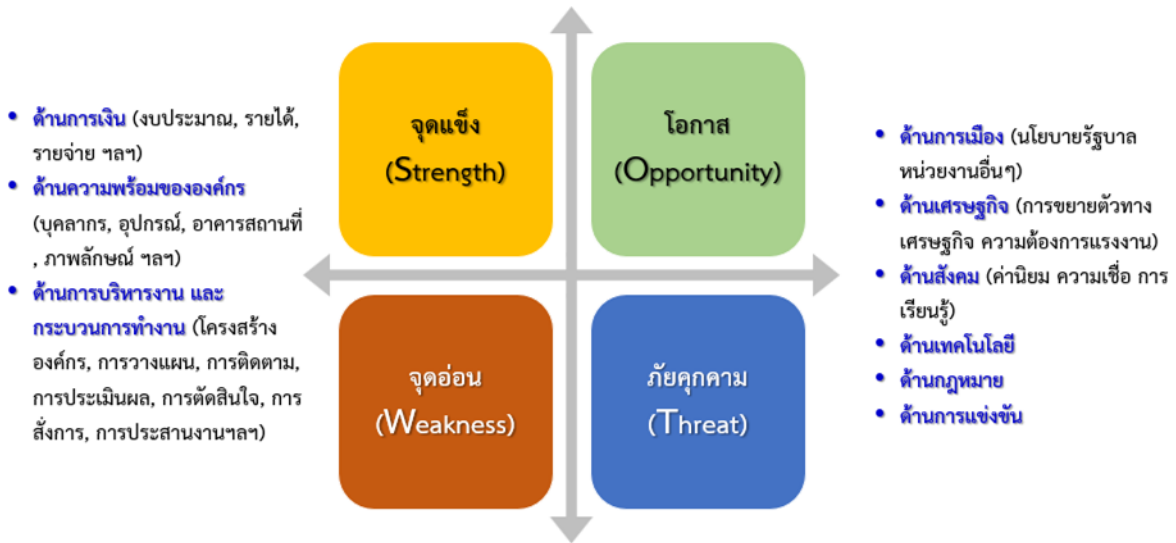 • ด้านการเงิน (งบประมาณ, รายได้,
รายจ่าย ฯลฯ)
• ด้านความพร้อมขององค์กร
(บุคลากร, อุปกรณ์, อาคารสถานที่
, ภาพลักษณ์ ฯลฯ)
• ด้านการบริหารงาน และ
กระบวนการทำงาน (โครงสร้าง
องค์กร, การวางแผน, การติดตาม,
การประเมินผล, การตัดสินใจ, การ
สั่งการ, การประสานงานฯลฯ)
จุดแข็ง
(Strength)
โอกาส
(Opportunity)
จุดอ่อน
(Weakness)
ภัยคุกคาม
(Threat)
• ด้านการเมือง (นโยบายรัฐบาล
หน่วยงานอื่นๆ)
• ด้านเศรษฐกิจ (การขยายตัวทาง
เศรษฐกิจ ความต้องการแรงงาน)
• ด้านสังคม (ค่านิยม ความเชื่อ การ
เรียนรู้)
• ด้านเทคโนโลยี
• ด้านกฎหมาย
• ด้านการแข่งขัน